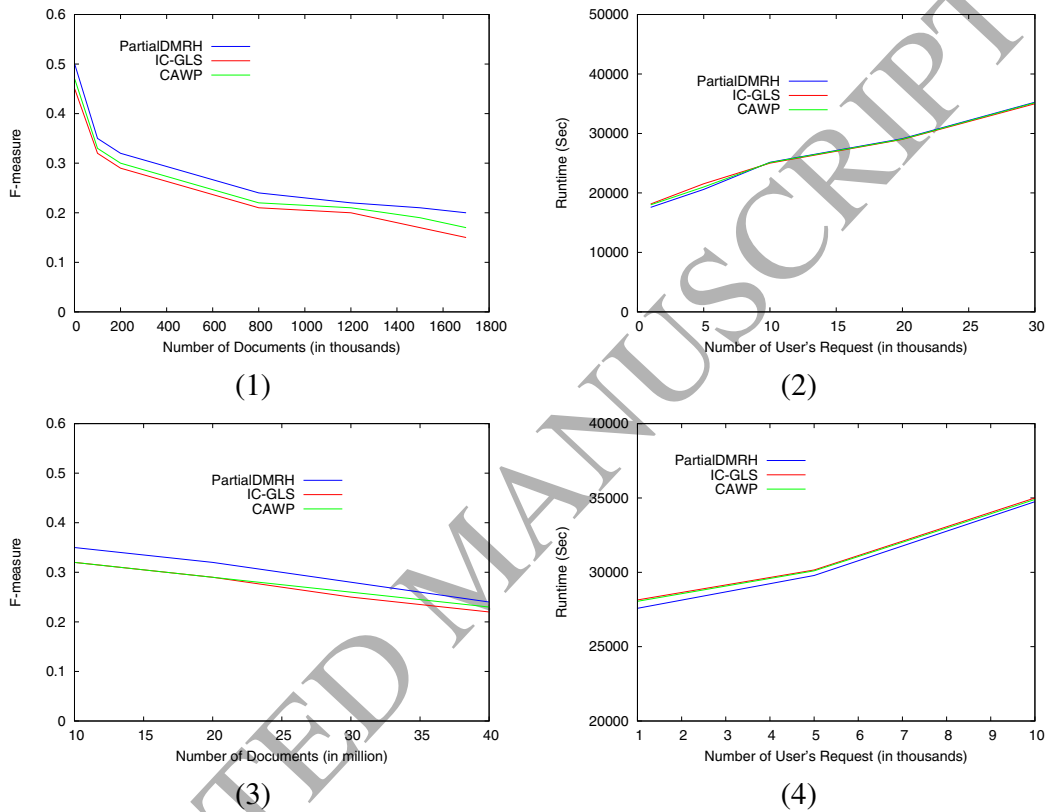 0.6
0.5
0.4
0.3
0.2
0.1
0
F-measure
PartialDMRH
IC-GLS
CAWP
0 200 400 600 800 1000 1200 1400 1600 1800
Number of Documents (in thousands)
(1)
50000
40000
30000
20000
10000
0
Runtime (Sec)
PartialDMRH
IC-GLS
CAWP
0 5 10 15 20 25 30
Number of User's Request (in thousands)
(2)
0.6
0.5
0.4
0.3
0.2
0.1
0
F-measure
PartialDMRH
IC-GLS
CAWP
10 15 20 25 30 35 40
Number of Documents (in million)
(3)
40000
35000
30000
25000
20000
Runtime (Sec)
PartialDMRH
IC-GLS
CAWP
1 2 3 4 5 6 7 8 9 10
Number of User's Request (in thousands)
(4)
TED MANUSCRIPT